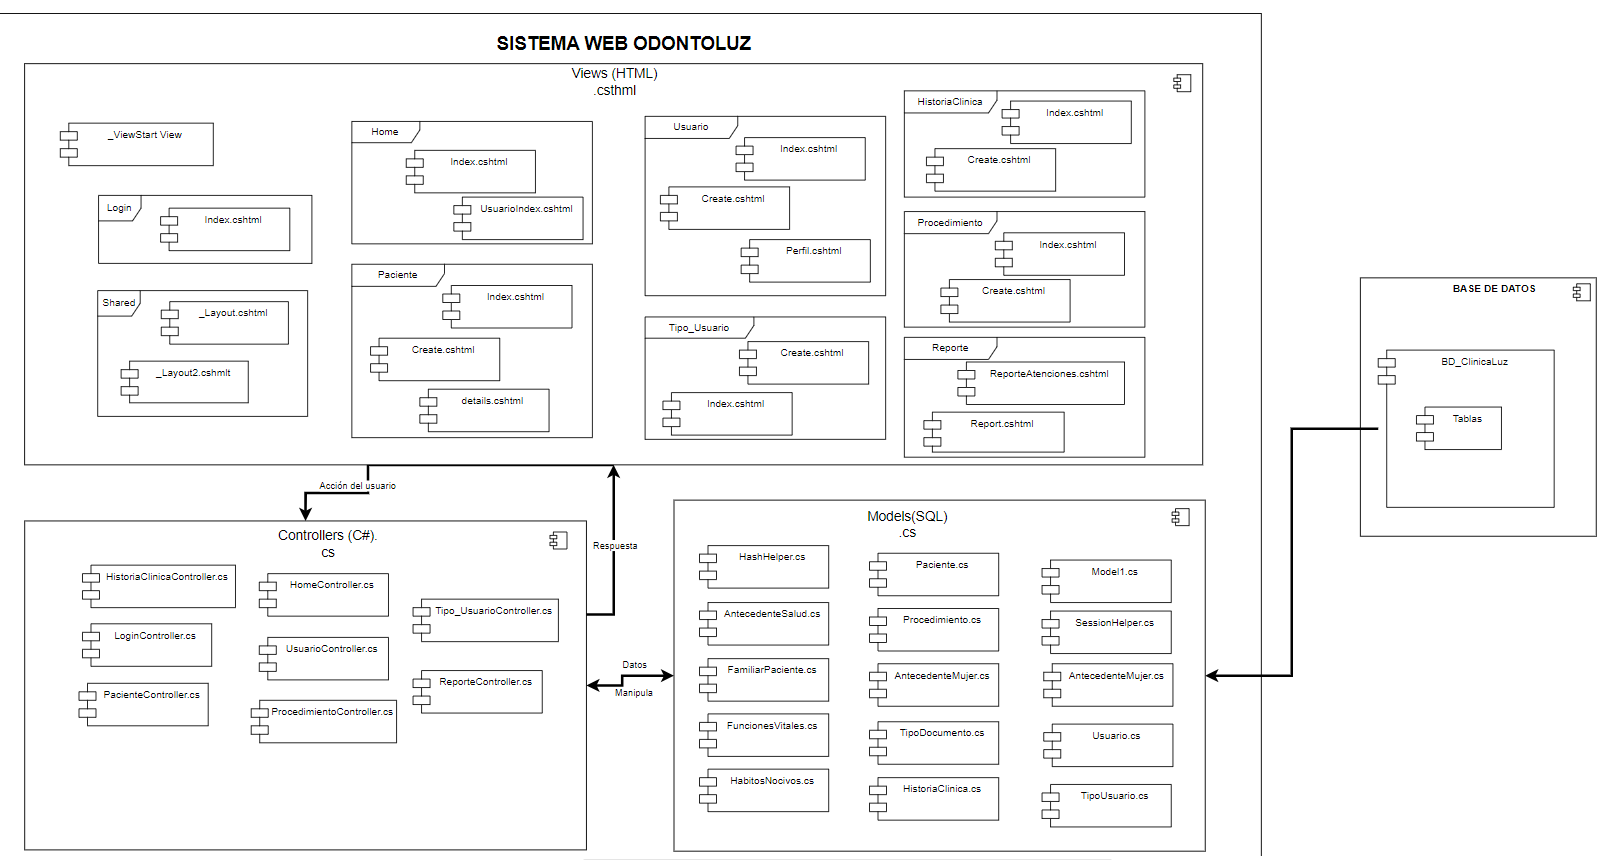 SISTEMA WEB ODONTOLUZ
Views (HTML)
.csthml
_ViewStart View
Login
Index.cshtml
Shared
_Layout.cshtml
_Layout2.cshmlt
Home
Index.cshtml
UsuarioIndex.cshtml
Paciente
Index.cshtml
Create.cshtml
details.cshtml
Usuario
Index.cshtml
Create.cshtml
Perfil.cshtml
Tipo_Usuario
Create.cshtml
Index.cshtml
HistoriaClinica
Index.cshtml
Create.cshtml
Procedimiento
Index.cshtml
Create.cshtml
Reporte
ReporteAtenciones.cshtml
Report.cshtml
BASE DE DATOS
BD_ClinicaLuz
Tablas
Acción del usuario
Respuesta
Controllers (C#).
cs
HistoriaClinicaController.cs
LoginController.cs
PacienteController.cs
HomeController.cs
UsuarioController.cs
ProcedimientoController.cs
Tipo_UsuarioController.cs
ReporteController.cs
Datos
Manipula
Models(SQL)
.cs
HashHelper.cs
AntecedenteSalud.cs
FamiliarPaciente.cs
FuncionesVitales.cs
HabitosNocivos.cs
Paciente.cs
Procedimiento.cs
AntecedenteMujer.cs
TipoDocumento.cs
HistoriaClinica.cs
Model1.cs
SessionHelper.cs
AntecedenteMujer.cs
Usuario.cs
TipoUsuario.cs